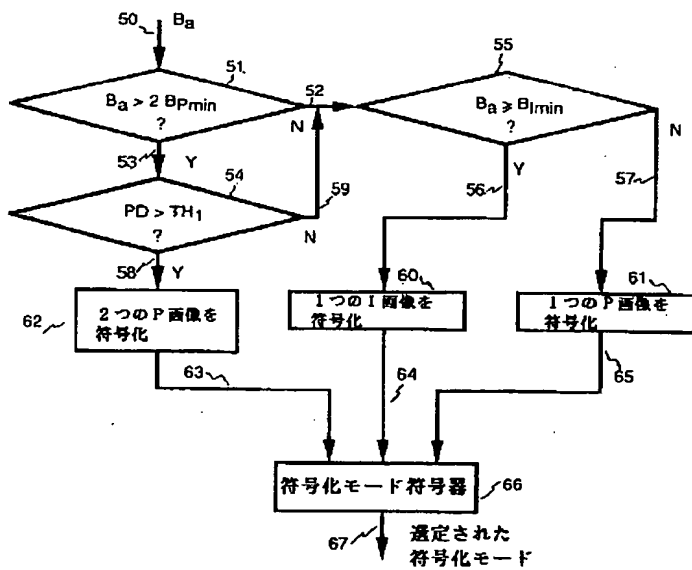 50
Ba
51
Ba > 2 BPmin
?
52
N
55
Ba ≥ BImin
?
N
53
Y
54
PD > TH1
?
N
59
Y
56
57
58
Y
60
61
62
2つのP画像を
符号化
1つのI画像を
符号化
1つのP画像を
符号化
63
64
65
符号化モード符号器
66
67
選定された
符号化モード